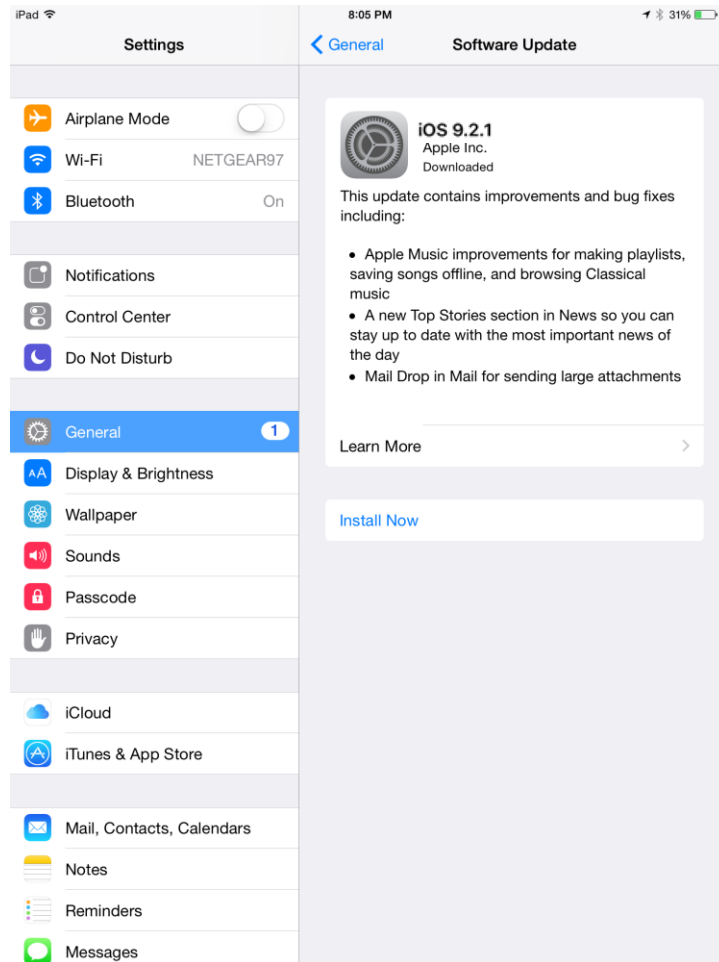 iPad 8:05 PM 31%
Settings
General Software Update
Airplane Mode
Wi-Fi NETGEAR97
Bluetooth On
Notifications
Control Center
Do Not Disturb
General 1
AA Display & Brightness
Wallpaper
Sounds
Passcode
Privacy
iCloud
iTunes & App Store
Mail, Contacts, Calendars
Notes
Reminders
Messages
iOS 9.2.1
Apple Inc.
Downloaded
This update contains improvements and bug fixes
including:
• Apple Music improvements for making playlists,
saving songs offline, and browsing Classical
music
• A new Top Stories section in News so you can
stay up to date with the most important news of
the day
• Mail Drop in Mail for sending large attachments
Learn More
Install Now